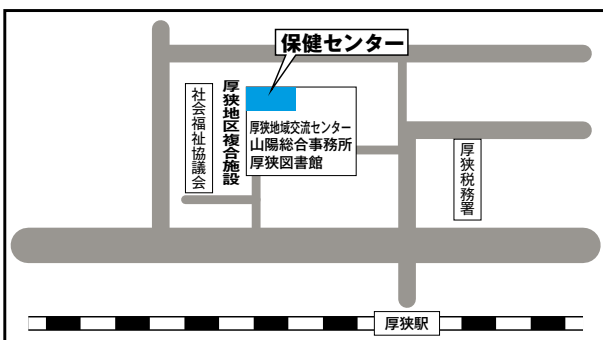 保健センター
社会福祉協議会
厚狭地区複合施設
厚狭地域交流センター
山陽総合事務所
厚狭図書館
厚狭税務署
厚狭駅